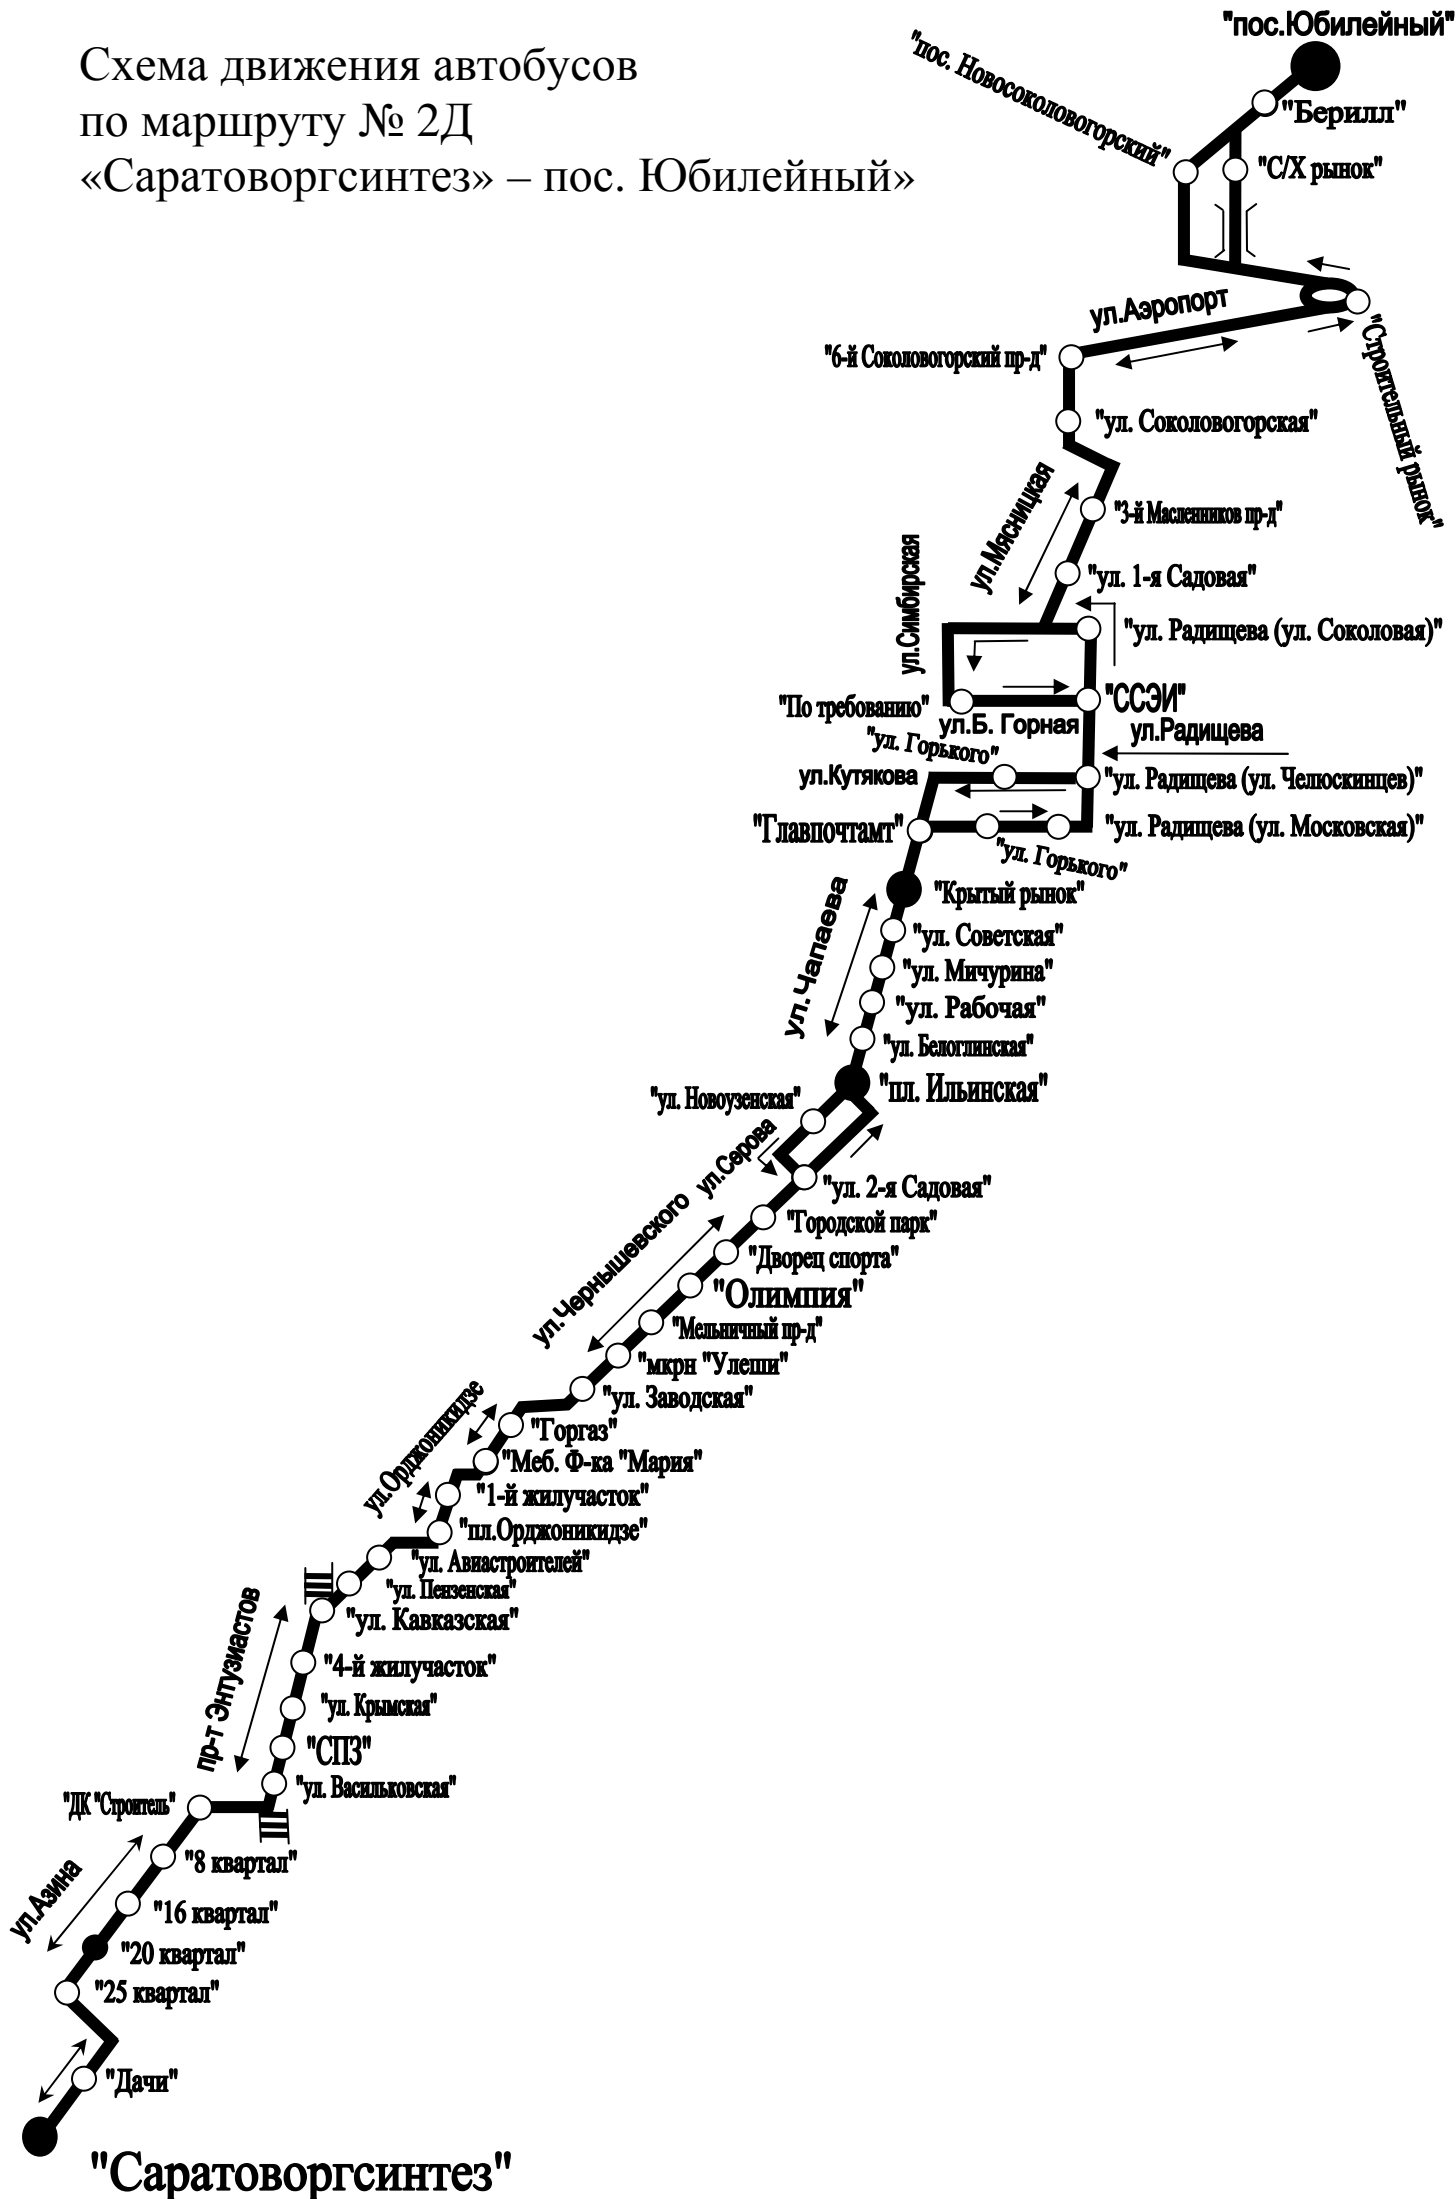 Схема движения автобусов
по маршруту № 2Д
«Саратоворгсинтез» – пос. Юбилейный»
"пос.Юбилейный"
"пос. Новосоколовогорский"
"Берилл"
"С/Х рынок"
ул.Аэропорт
"Строительный рынок"
"6-й Соколовогорский пр-д"
"ул. Соколовогорская"
ул.Мясницкая
"3-й Масленников пр-д"
ул.Симбирская
"ул. 1-я Садовая"
"ул. Радищева (ул. Соколовая)"
"По требованию"
"ССЭИ"
ул.Б. Горная
ул.Радищева
"ул. Горького"
ул.Кутякова
"ул. Радищева (ул. Челюскинцев)"
"Главпочтамт"
"ул. Радищева (ул. Московская)"
"ул. Горького"
"Крытый рынок"
ул.Чапаева
"ул. Советская"
"ул. Мичурина"
"ул. Рабочая"
"ул. Белоглинская"
"пл. Ильинская"
"ул. Новоузенская"
ул.Серова
"ул. 2-я Садовая"
ул.Чернышевского
"Городской парк"
"Дворец спорта"
"Олимпия"
"Мельничный пр-д"
"мкрн "Улеши"
"ул. Заводская"
ул.Орджоникидзе
"Горгаз"
"Меб. Ф-ка "Мария"
"1-й жилучасток"
"пл.Орджоникидзе"
"ул. Авиастроителей"
"ул. Пензенская"
"ул. Кавказская"
пр-т Энтузиастов
"4-й жилучасток"
"ул. Крымская"
"СПЗ"
"ул. Васильковская"
"ДК "Строитель"
"8 квартал"
ул.Азина
"16 квартал"
"20 квартал"
"25 квартал"
"Дачи"
"Саратоворгсинтез"